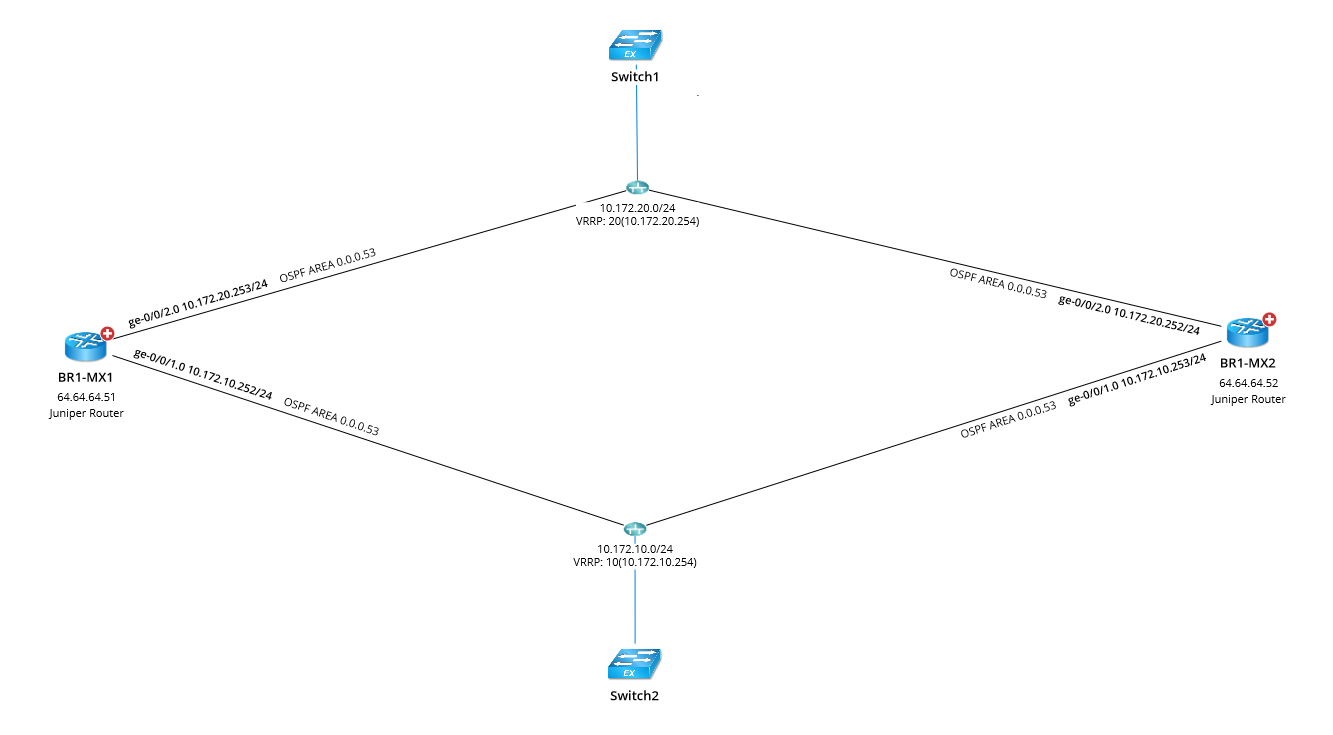 EX
Switch1
10.172.20.0/24
VRRP: 20(10.172.20.254)
ge-0/0/2.0 10.172.20.253/24 OSPF AREA 0.0.0.53
OSPF AREA 0.0.0.53 ge-0/0/2.0 10.172.20.252/24
BR1-MX1
64.64.64.51
Juniper Router
BR1-MX2
64.64.64.52
Juniper Router
ge-0/0/1.0 10.172.10.252/24 OSPF AREA 0.0.0.53
OSPF AREA 0.0.0.53 ge-0/0/1.0 10.172.10.253/24
10.172.10.0/24
VRRP: 10(10.172.10.254)
EX
Switch2